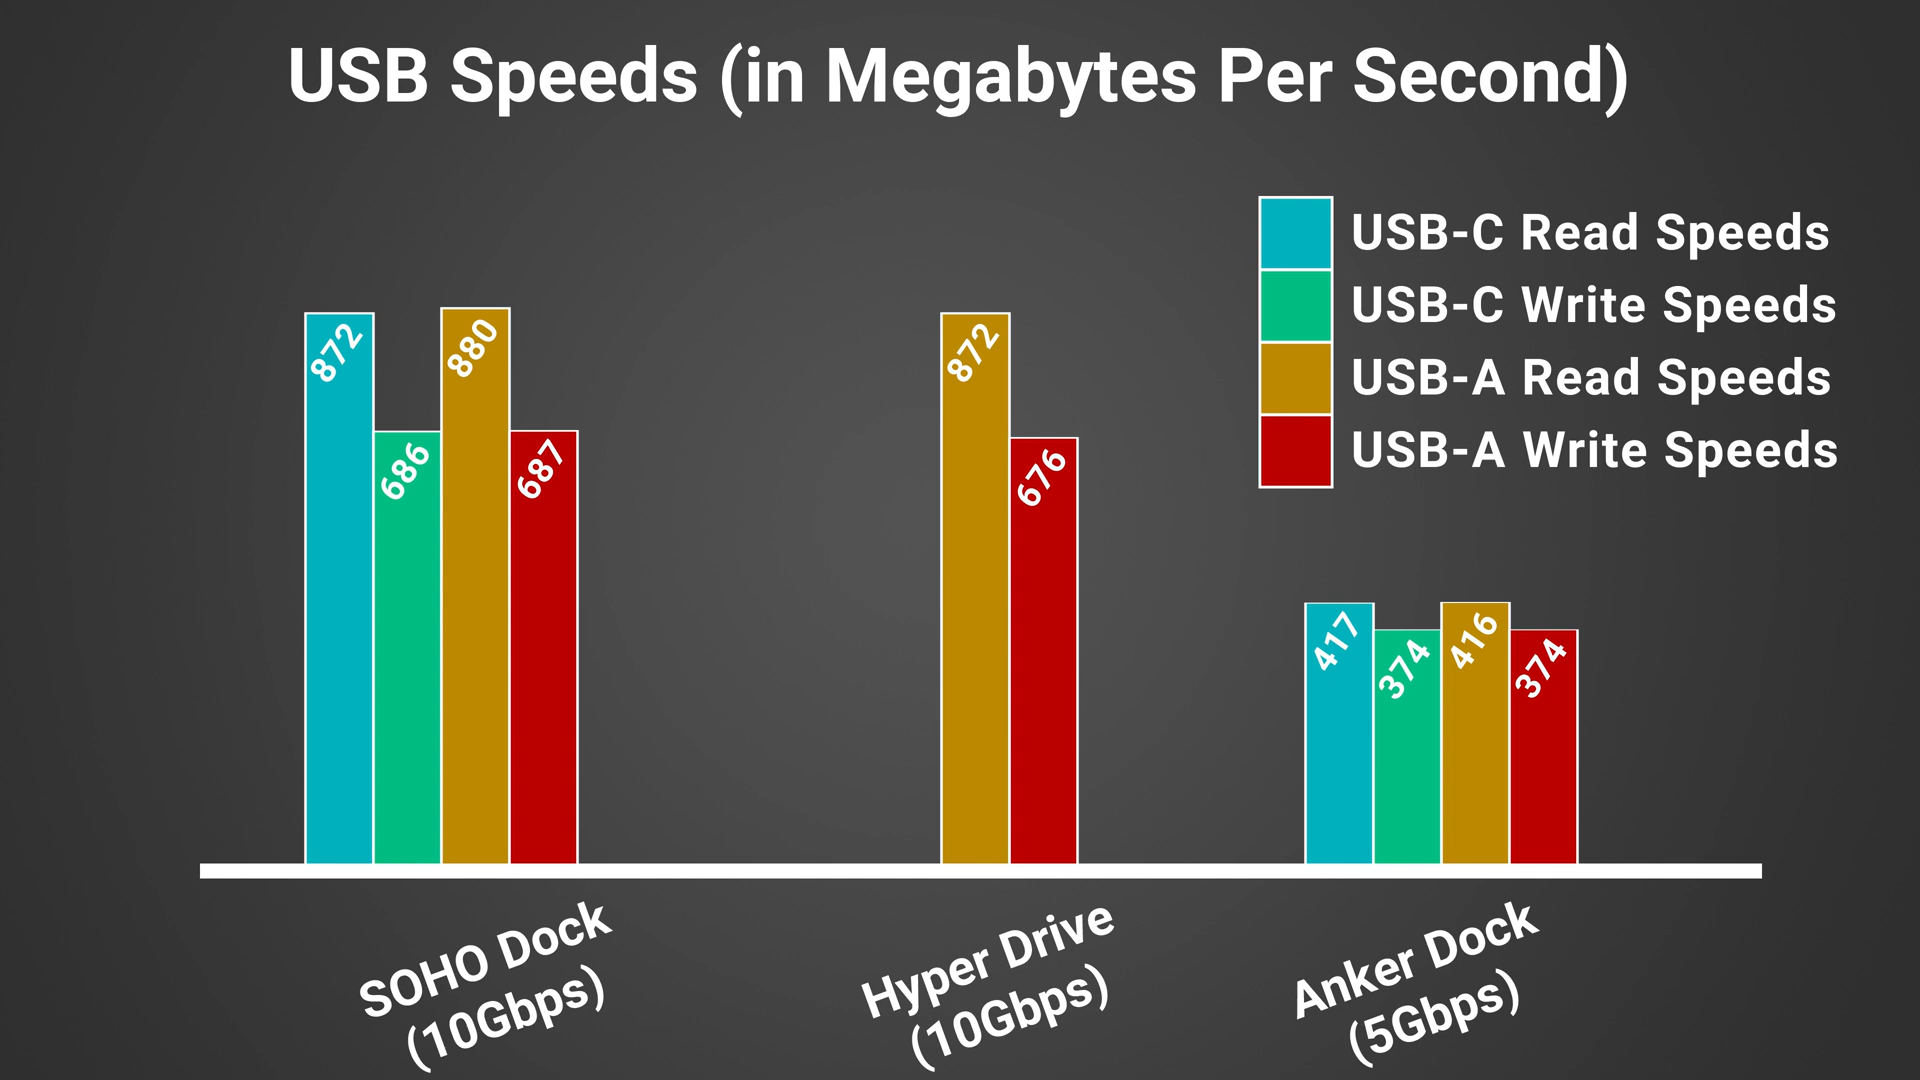 USB Speeds (in Megabytes Per Second)
USB-C Read Speeds
USB-C Write Speeds
USB-A Read Speeds
USB-A Write Speeds
872
686
880
687
872
676
417
374
416
374
SOHO Dock
(10Gbps)
Hyper Drive
(10Gbps)
Anker Dock
(5Gbps)